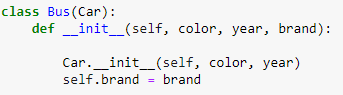 class Bus(Car):
    def __init__(self, color, year, brand):

        Car.__init__(self, color, year)
        self.brand = brand